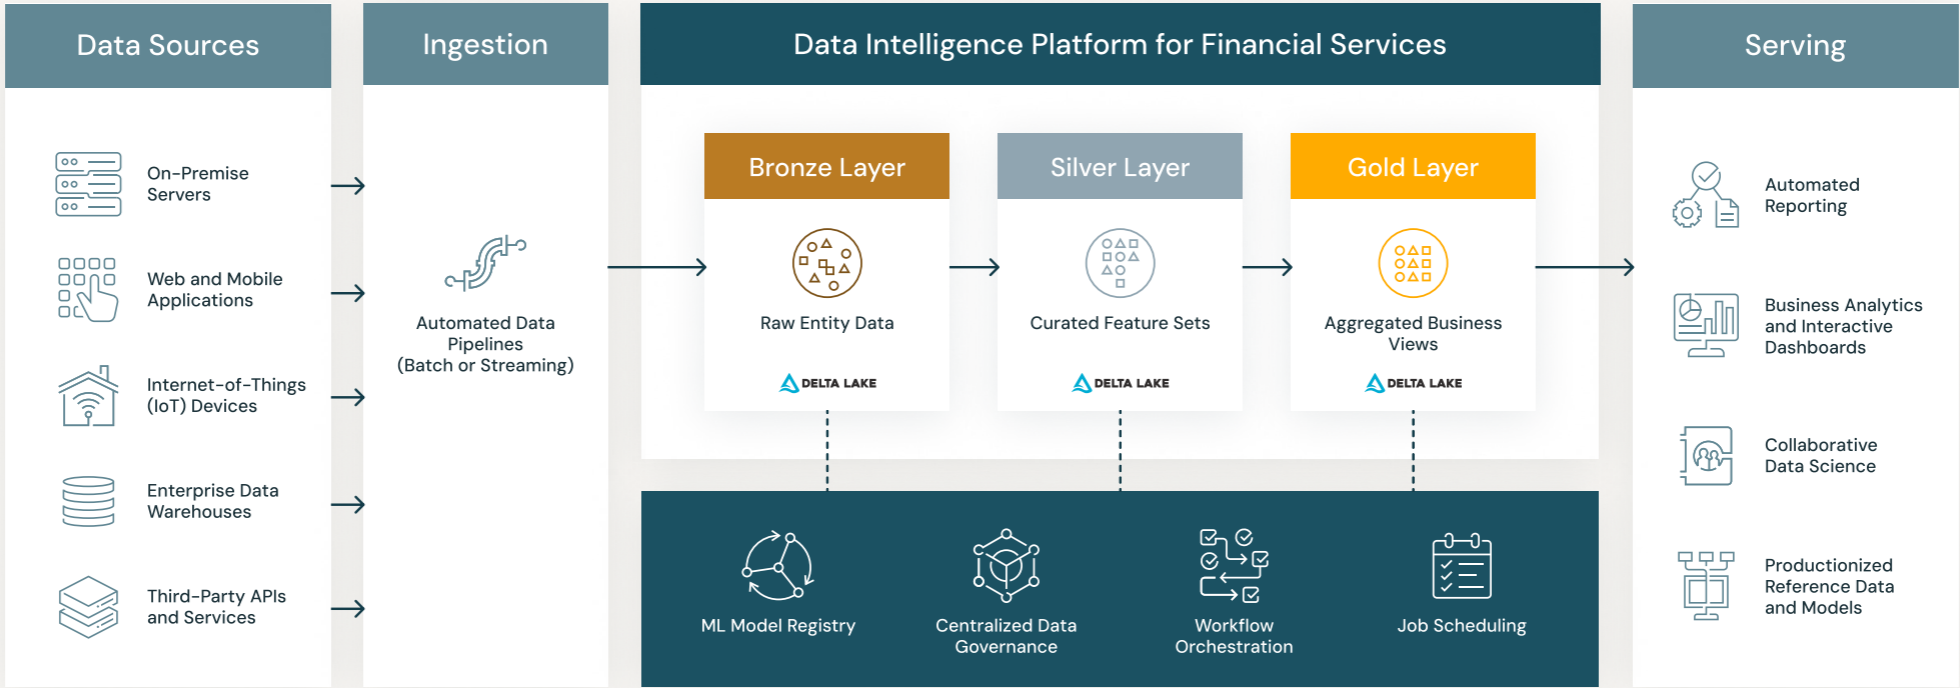 Data Sources
On-Premise
Servers
Web and Mobile
Applications
Internet-of-Things
(IoT) Devices
Enterprise Data
Warehouses
Third-Party APIs
and Services
Ingestion
Automated Data
Pipelines
(Batch or Streaming)
Data Intelligence Platform for Financial Services
Bronze Layer
Raw Entity Data
DELTA LAKE
Silver Layer
Curated Feature Sets
DELTA LAKE
Gold Layer
Aggregated Business
Views
DELTA LAKE
ML Model Registry
Centralized Data
Governance
Workflow
Orchestration
Job Scheduling
Serving
Automated
Reporting
Business Analytics
and Interactive
Dashboards
Collaborative
Data Science
Productionized
Reference Data
and Models